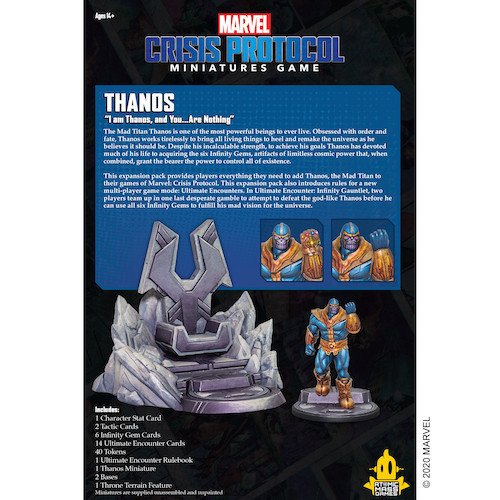 Ages 14+
MARVEL
CRISIS PROTOCOL
MINIATURES GAME
THANOS
"I am Thanos, and You...Are Nothing"
The Mad Titan Thanos is one of the most powerful beings to ever live. Obsessed with order and
fate, Thanos works tirelessly to bring all living things to heel and remake the universe as he
believes it should be. Despite his incalculable strength, to achieve his goals Thanos has devoted
much of his life to acquiring the six Infinity Gems, artifacts of limitless cosmic power that, when
combined, grant the bearer the power to control all of existence.
This expansion pack provides players everything they need to add Thanos, the Mad Titan to
their games of Marvel: Crisis Protocol. This expansion pack also introduces rules for a new
multi-player game mode: Ultimate Encounters. In Ultimate Encounter: Infinity Gauntlet, two
players team up in one last desperate gamble to attempt to defeat the god-like Thanos before he
can use all six Infinity Gems to fulfill his mad vision for the universe.
Includes:
1 Character Stat Card
2 Tactic Cards
6 Infinity Gem Cards
14 Ultimate Encounter Cards
40 Tokens
1 Ultimate Encounter Rulebook
1 Thanos Miniature
2 Bases
1 Throne Terrain Feature
Miniatures are supplied unassembled and unpainted
ATOMIC
MASS
GAMES
© 2020 MARVEL